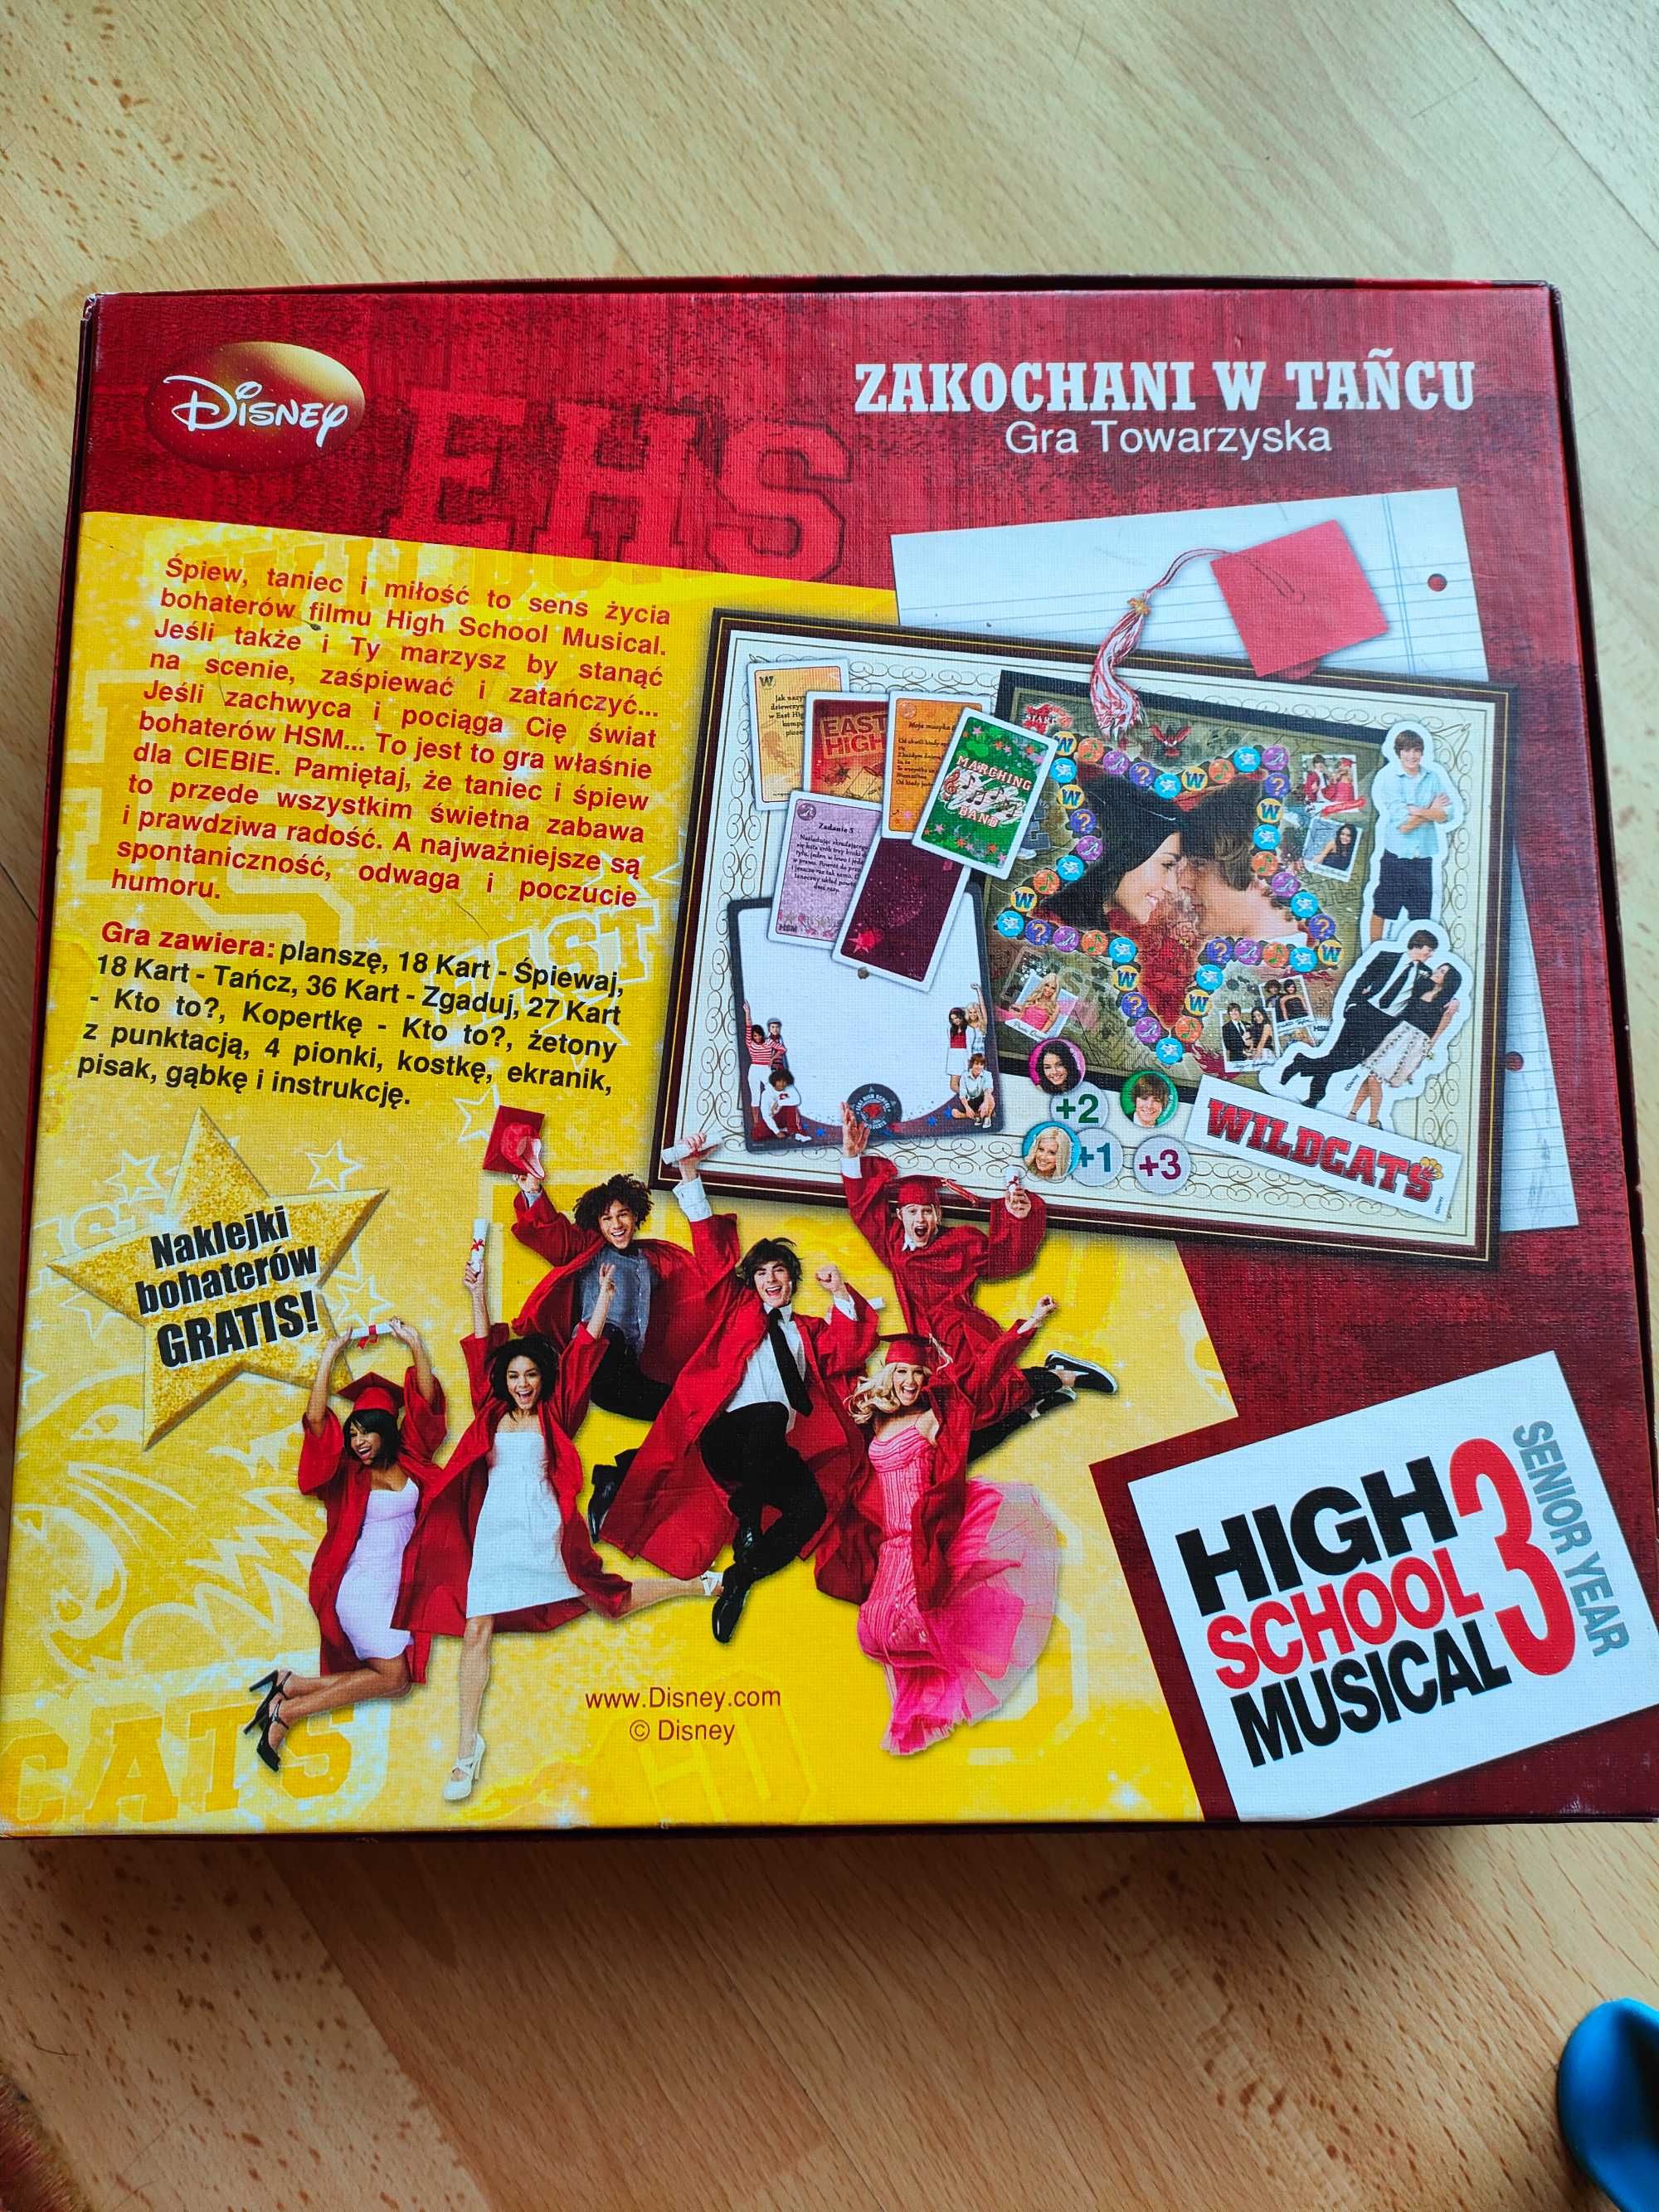 Disney
EHS
ZAKOCHANI W TAÑCU
Gra Towarzyska
Śpiew, taniec i miłość to sens życia
bohaterów filmu High School Musical.
Jeśli także i Ty marzysz by stanąć
na scenie, zaśpiewać i zatańczyć...
Jeśli zachwyca i pociąga Cię świat
bohaterów HSM... To jest to gra właśnie
dla CIEBIE. Pamiętaj, że taniec i śpiew
to przede wszystkim świetna zabawa
i prawdziwa radość. A najważniejsze są
spontaniczność, odwaga i poczucie
humoru.
Gra zawiera: planszę, 18 Kart - Śpiewaj,
18 Kart - Tańcz, 36 Kart - Zgaduj, 27 Kart
- Kto to?, Kopertkę - Kto to?, żetony
z punktacją, 4 pionki, kostkę, ekranik,
pisak, gąbkę i instrukcję.
EAST
HIGH
MARCHING
BAND
Zadanie 5
HSM
+2
+1
+3
WILDCATS
Naklejki
bohaterów
GRATIS!
EAST
CATS
www.Disney.com
© Disney
HIGH
SCHOOL
MUSICAL
3
SENIOR YEAR